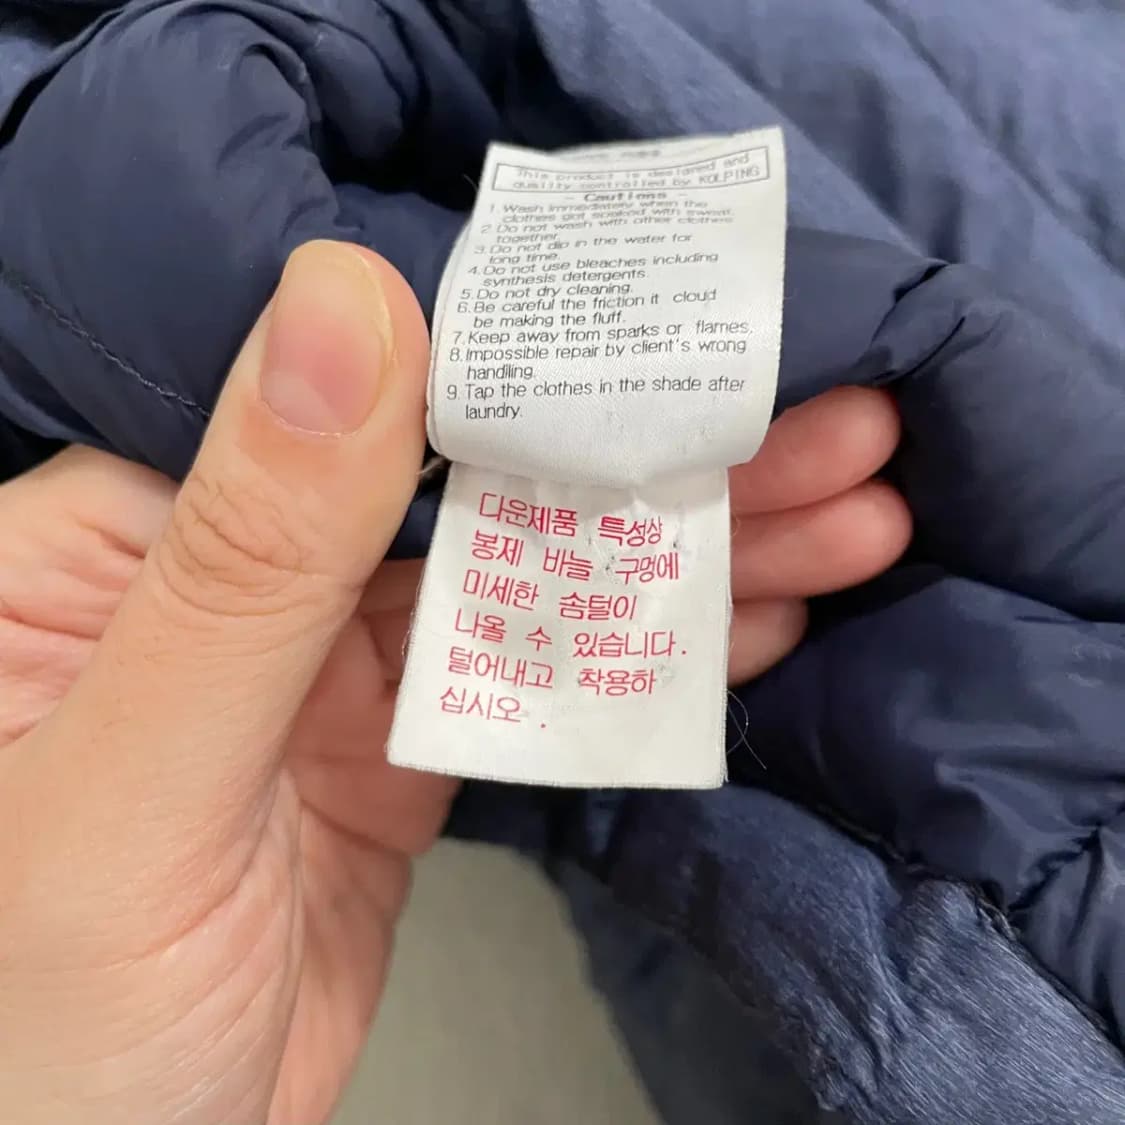 This product is designed and
quality controlled by KOLPING
- Cautions -
1. Wash immediately when the
clothes got soaked with sweat.
2. Do not wash with other clothes
together.
3. Do not dip in the water for
long time.
4. Do not use bleaches including
synthesis detergents.
5. Do not dry cleaning.
6. Be careful the friction it cloud
be making the fluff.
7. Keep away from sparks or flames.
8. Impossible repair by client's wrong
handling.
9. Tap the clothes in the shade after
laundry.
다운제품 특성상
봉제 바늘 구멍에
미세한 솜털이
나올 수 있습니다.
털어내고 착용하
십시오.